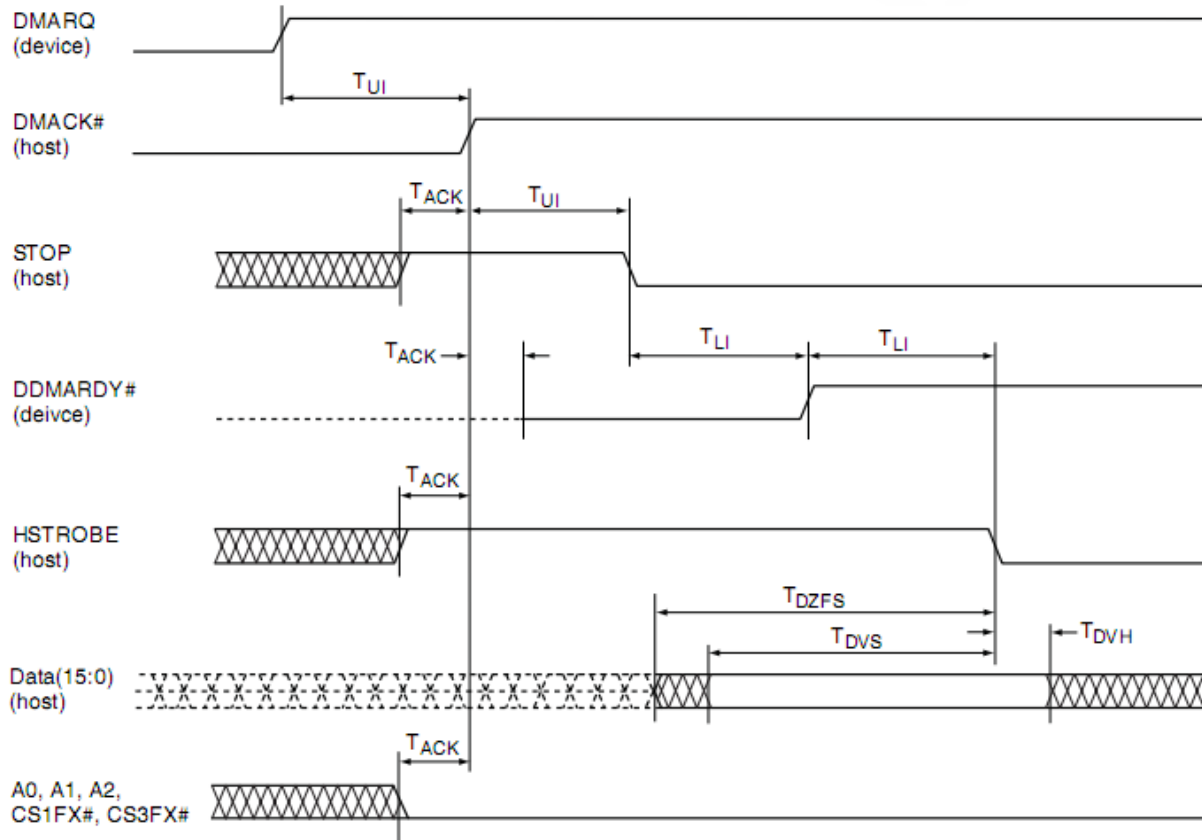 DMARQ
(device)
TUI
DMACK#
(host)
TACK
TUI
STOP
(host)
TACK
TLI
TLI
DDMARDY#
(deivce)
TACK
HSTROBE
(host)
TDZFS
TDVS
TDVH
Data(15:0)
(host)
TACK
A0, A1, A2,
CS1FX#, CS3FX#